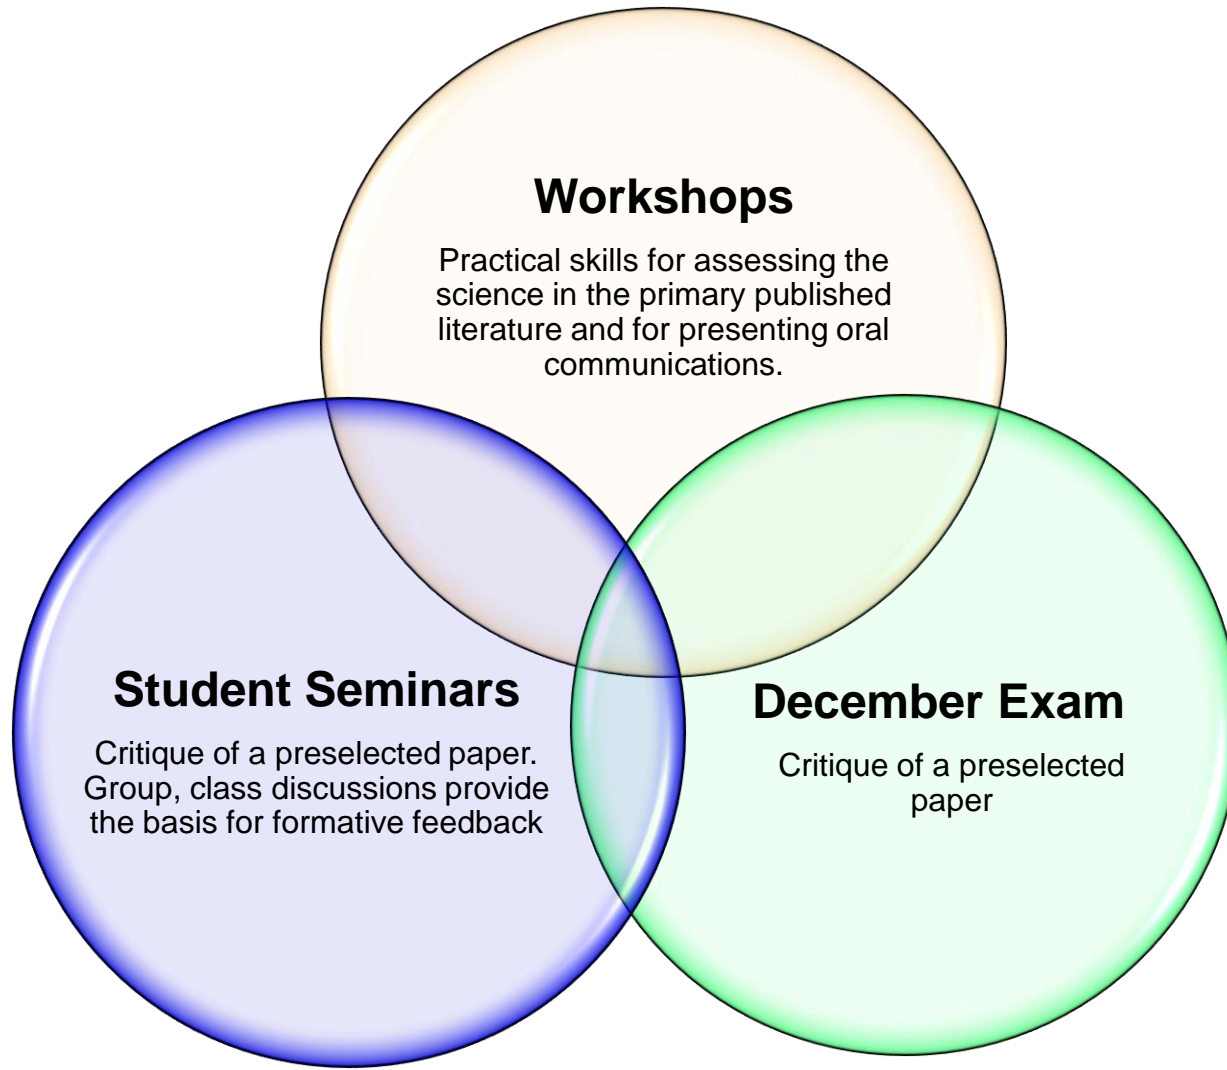 Workshops
Practical skills for assessing the
science in the primary published
literature and for presenting oral
communications.
Student Seminars
Critique of a preselected paper.
Group, class discussions provide
the basis for formative feedback
December Exam
Critique of a preselected
paper